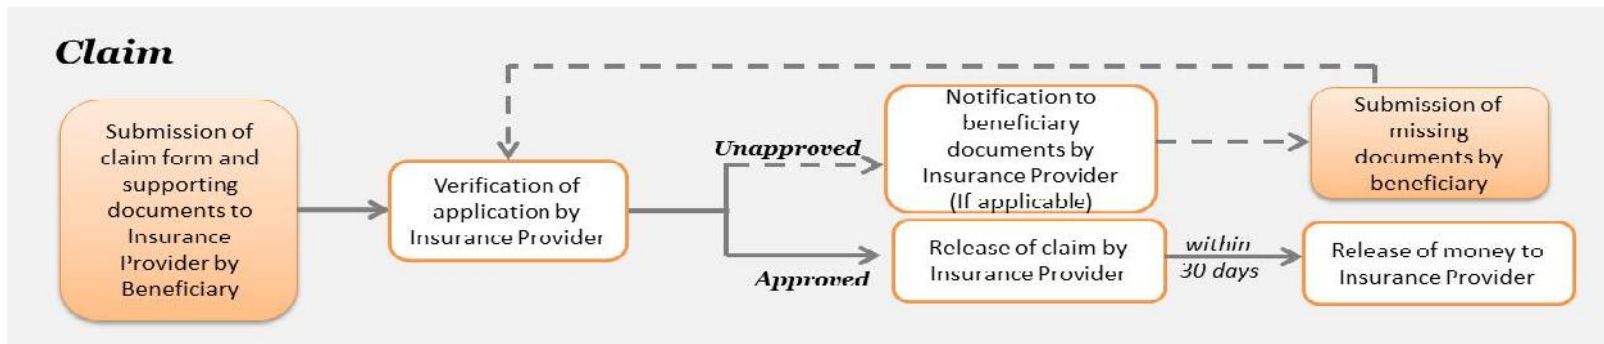 Claim
Submission of
claim form and
supporting
documents to
Insurance
Provider by
Beneficiary
Verification of
application by
Insurance Provider
Unapproved
Notification to
beneficiary
documents by
Insurance Provider
(If applicable)
Submission of
missing
documents by
beneficiary
Approved
Release of claim by
Insurance Provider
within
30 days
Release of money to
Insurance Provider